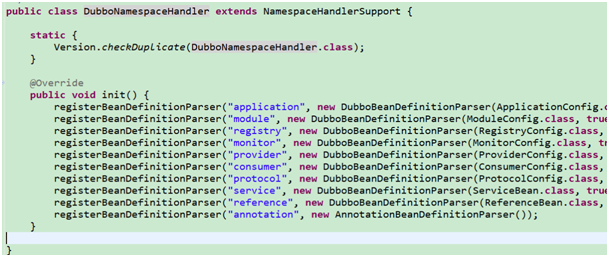 public class DubboNamespaceHandler extends NamespaceHandlerSupport {
static {
Version.checkDuplicate(DubboNamespaceHandler.class);
}
@Override
public void init() {
registerBeanDefinitionParser("application", new DubboBeanDefinitionParser(ApplicationConfig.c
registerBeanDefinitionParser("module", new DubboBeanDefinitionParser(ModuleConfig.class, true
registerBeanDefinitionParser("registry", new DubboBeanDefinitionParser(RegistryConfig.class,
registerBeanDefinitionParser("monitor", new DubboBeanDefinitionParser(MonitorConfig.class, tr
registerBeanDefinitionParser("provider", new DubboBeanDefinitionParser(ProviderConfig.class,
registerBeanDefinitionParser("consumer", new DubboBeanDefinitionParser(ConsumerConfig.class,
registerBeanDefinitionParser("protocol", new DubboBeanDefinitionParser(ProtocolConfig.class,
registerBeanDefinitionParser("service", new DubboBeanDefinitionParser(ServiceBean.class, true
registerBeanDefinitionParser("reference", new DubboBeanDefinitionParser(ReferenceBean.class,
registerBeanDefinitionParser("annotation", new AnnotationBeanDefinitionParser());
}
}